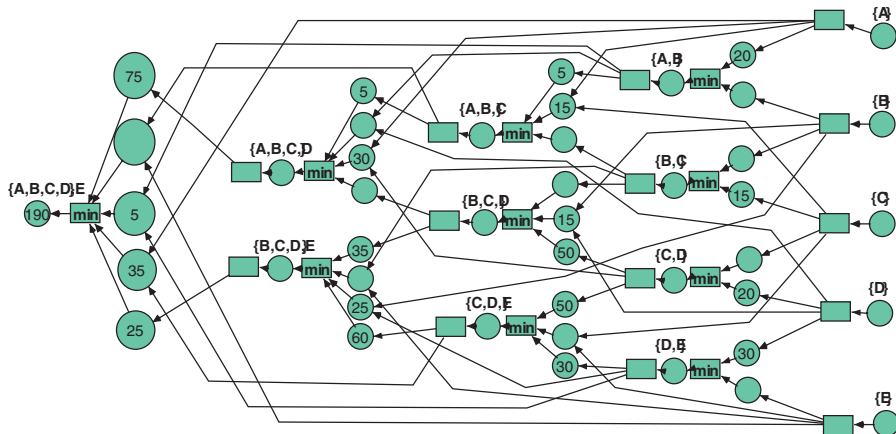 {A}
20
{A,B}
min
75
5
5
15
{A,B,}C
min
{B}
{A,B,C,}D
30
min
{B,C}
min
15
{A,B,C,D}E
190
min
5
{B,C,}D
min
15
{C}
35
{B,C,D,}E
min
35
50
{C,D}
min
20
{D}
25
25
60
{C,D,}E
min
50
30
{D,E}
min
30
{E}